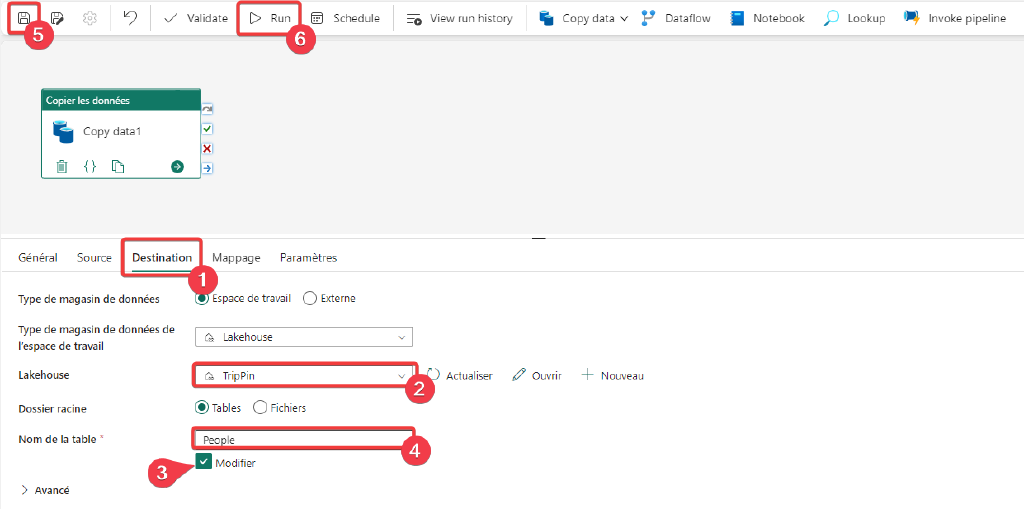 Validate Run Schedule View run history Copy data Dataflow Notebook Lookup Invoke pipeline
5
6
Copier les données
Copy data1
{}
Général Source Destination Mappage Paramètres
1
Type de magasin de données Espace de travail Externe
Type de magasin de données de
l'espace de travail
Lakehouse
Lakehouse TripPin Actualiser Ouvrir Nouveau
2
Dossier racine Tables Fichiers
Nom de la table * People
4
3 Modifier
Avancé